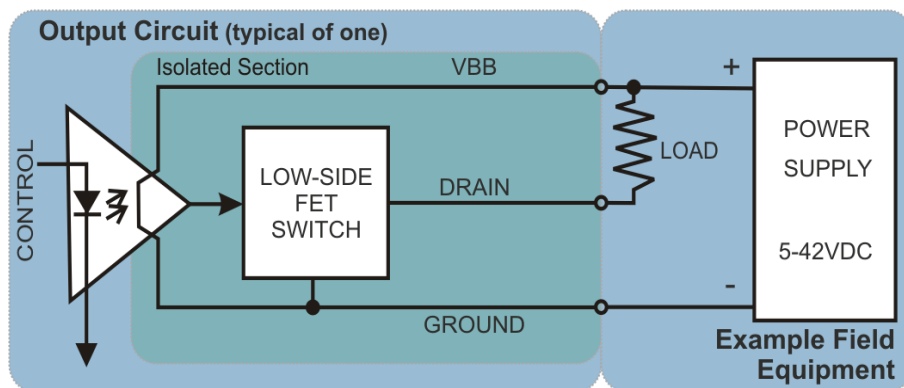 Output Circuit (typical of one)
Isolated Section
VBB
CONTROL
LOW-SIDE
FET
SWITCH
DRAIN
GROUND
LOAD
+
-
POWER
SUPPLY
5-42VDC
Example Field
Equipment